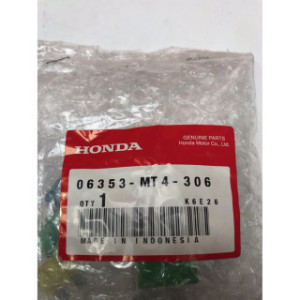 GENUINE PARTS
HONDA Honda Motor Co., Ltd.
06353-MT4-306
QTY 1 K6E26
MADE IN INDONESIA